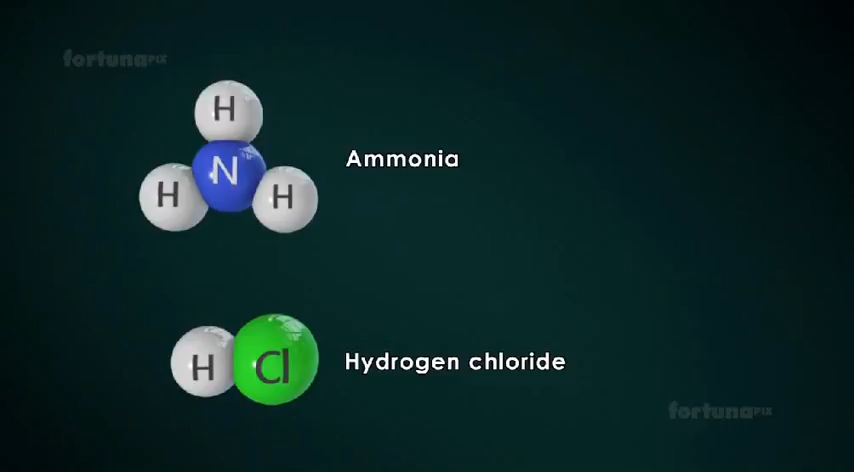 fortunaPIX
H
N
H
H
Ammonia
H
Cl
Hydrogen chloride
fortunaPIX